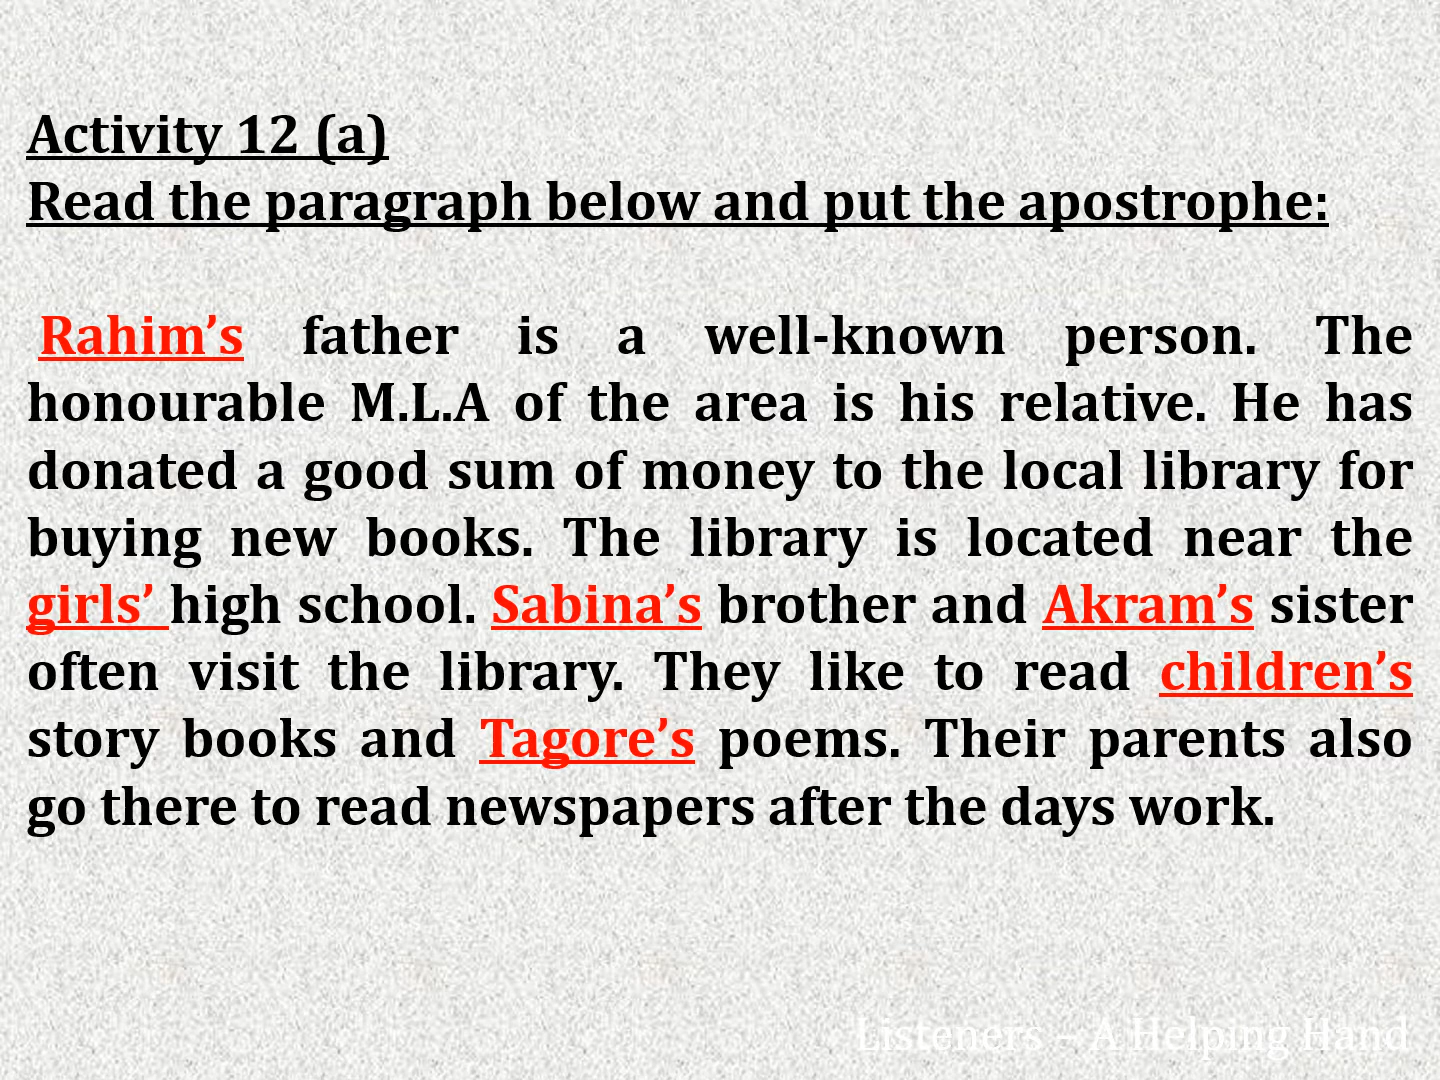 Activity 12 (a)
Read the paragraph below and put the apostrophe:
Rahim’s father is a well-known person. The
honourable M.L.A of the area is his relative. He has
donated a good sum of money to the local library for
buying new books. The library is located near the
girls’ high school. Sabina’s brother and Akram’s sister
often visit the library. They like to read children’s
story books and Tagore’s poems. Their parents also
go there to read newspapers after the days work.
Listeners – A Helping Hand